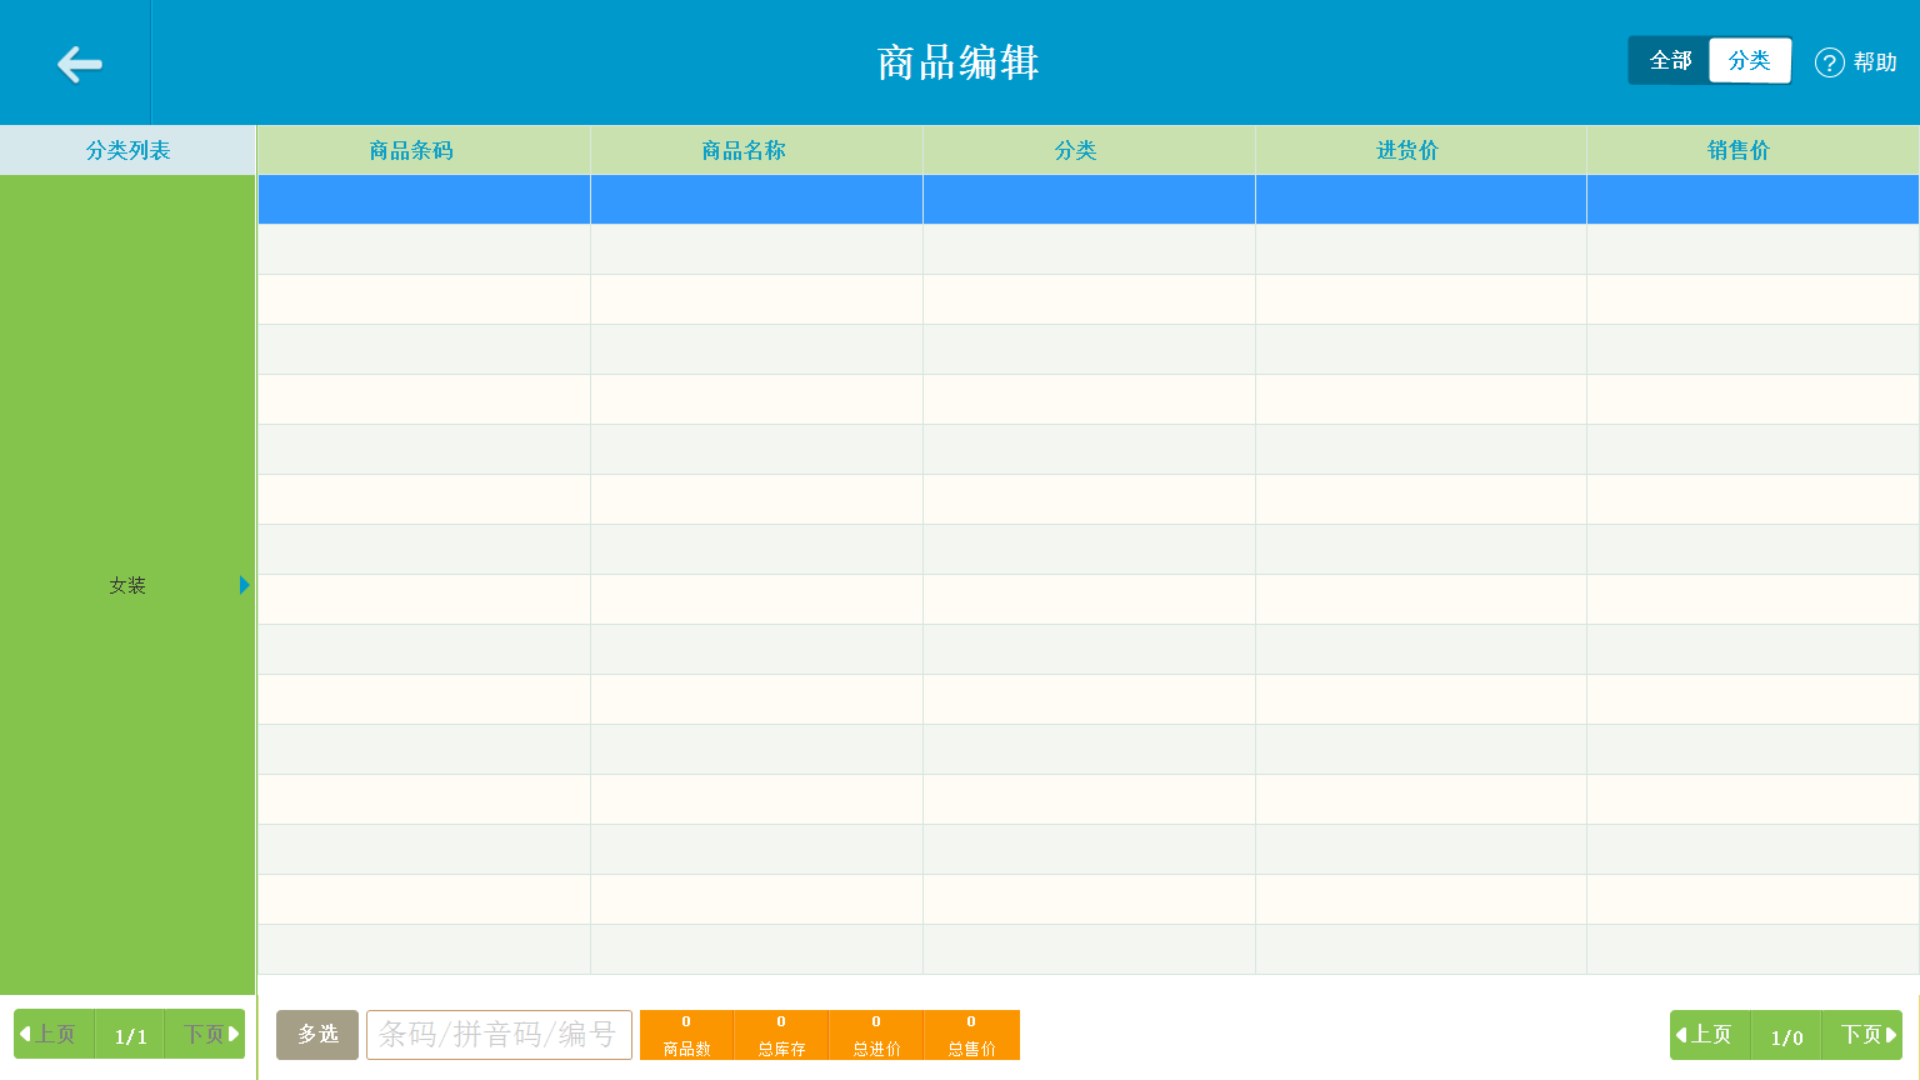 商品编辑
全部 分类 ? 帮助
分类列表 商品条码 商品名称 分类 进货价 销售价
女装
上页 1/1 下页 多选 条码/拼音码/编号 0 商品数 0 总库存 0 总进价 0 总售价 上页 1/0 下页